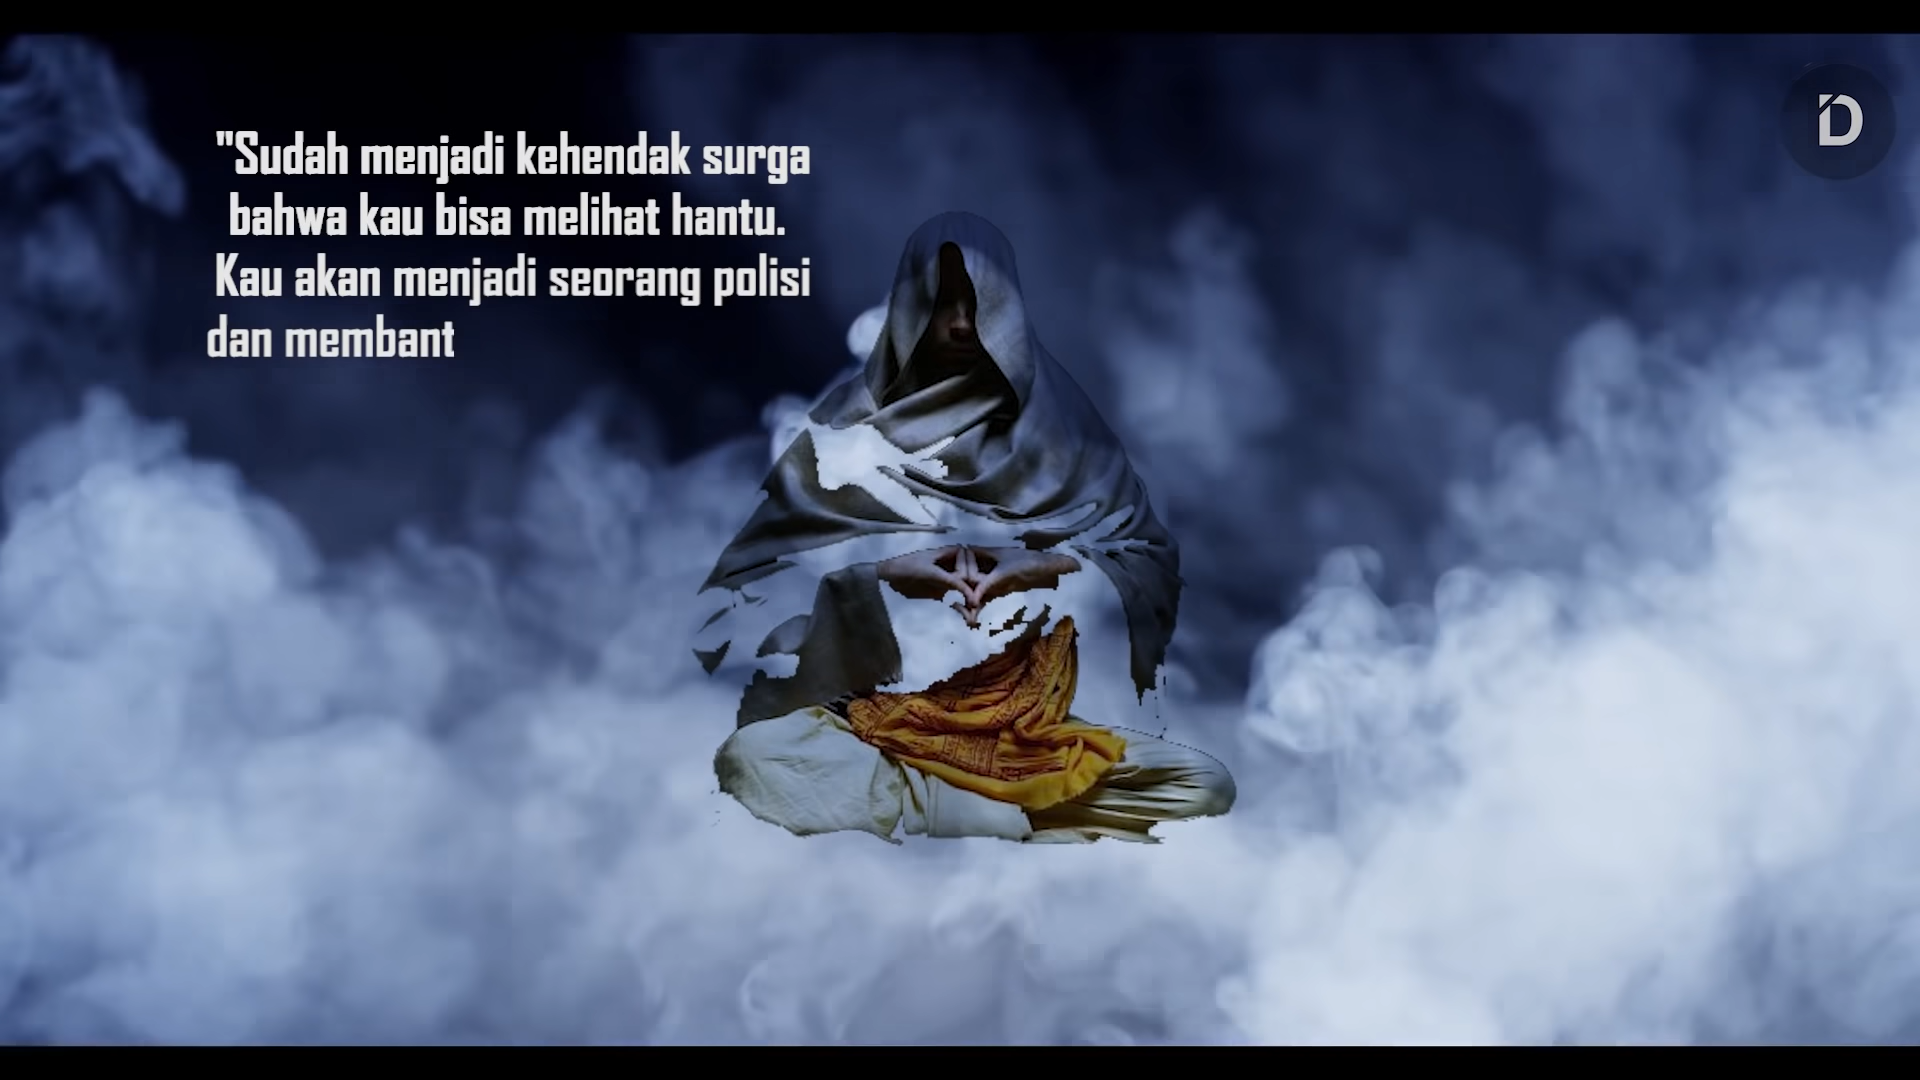 "Sudah menjadi kehendak surga
bahwa kau bisa melihat hantu.
Kau akan menjadi seorang polisi
dan membant
D